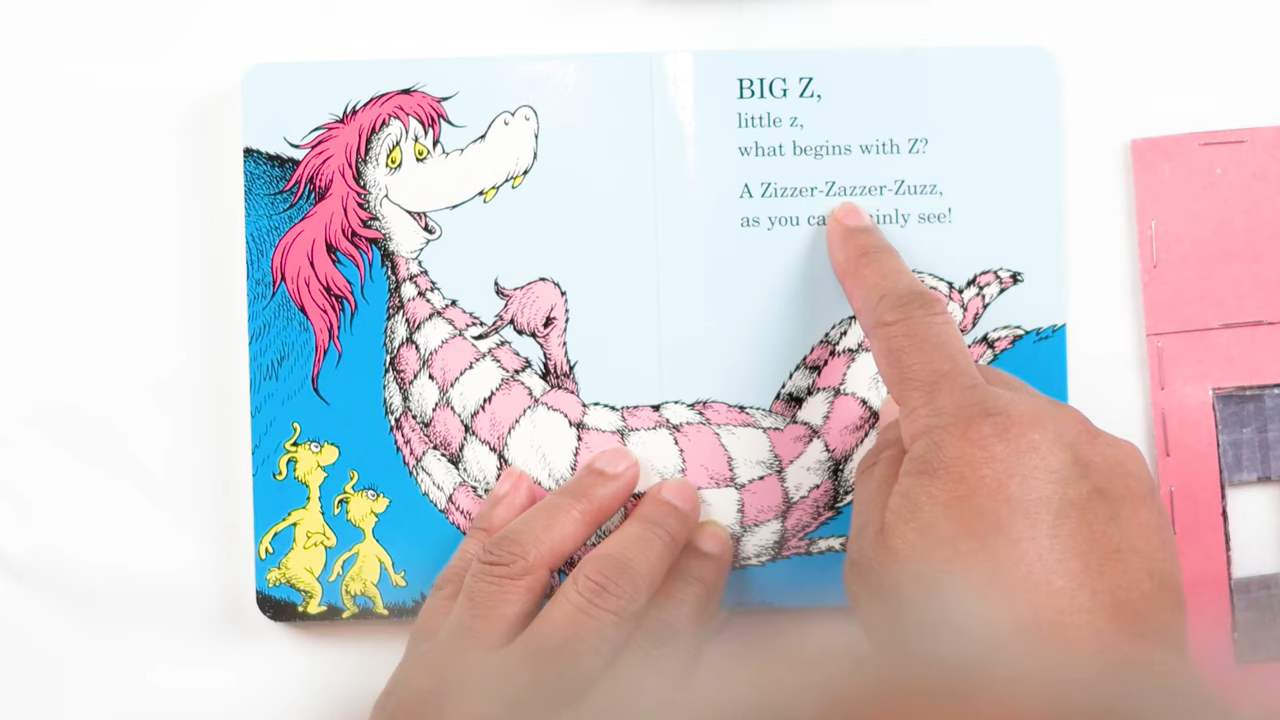 BIG Z,
little z,
what begins with Z?
A Zizzer-Zazzer-Zuzz,
as you see!